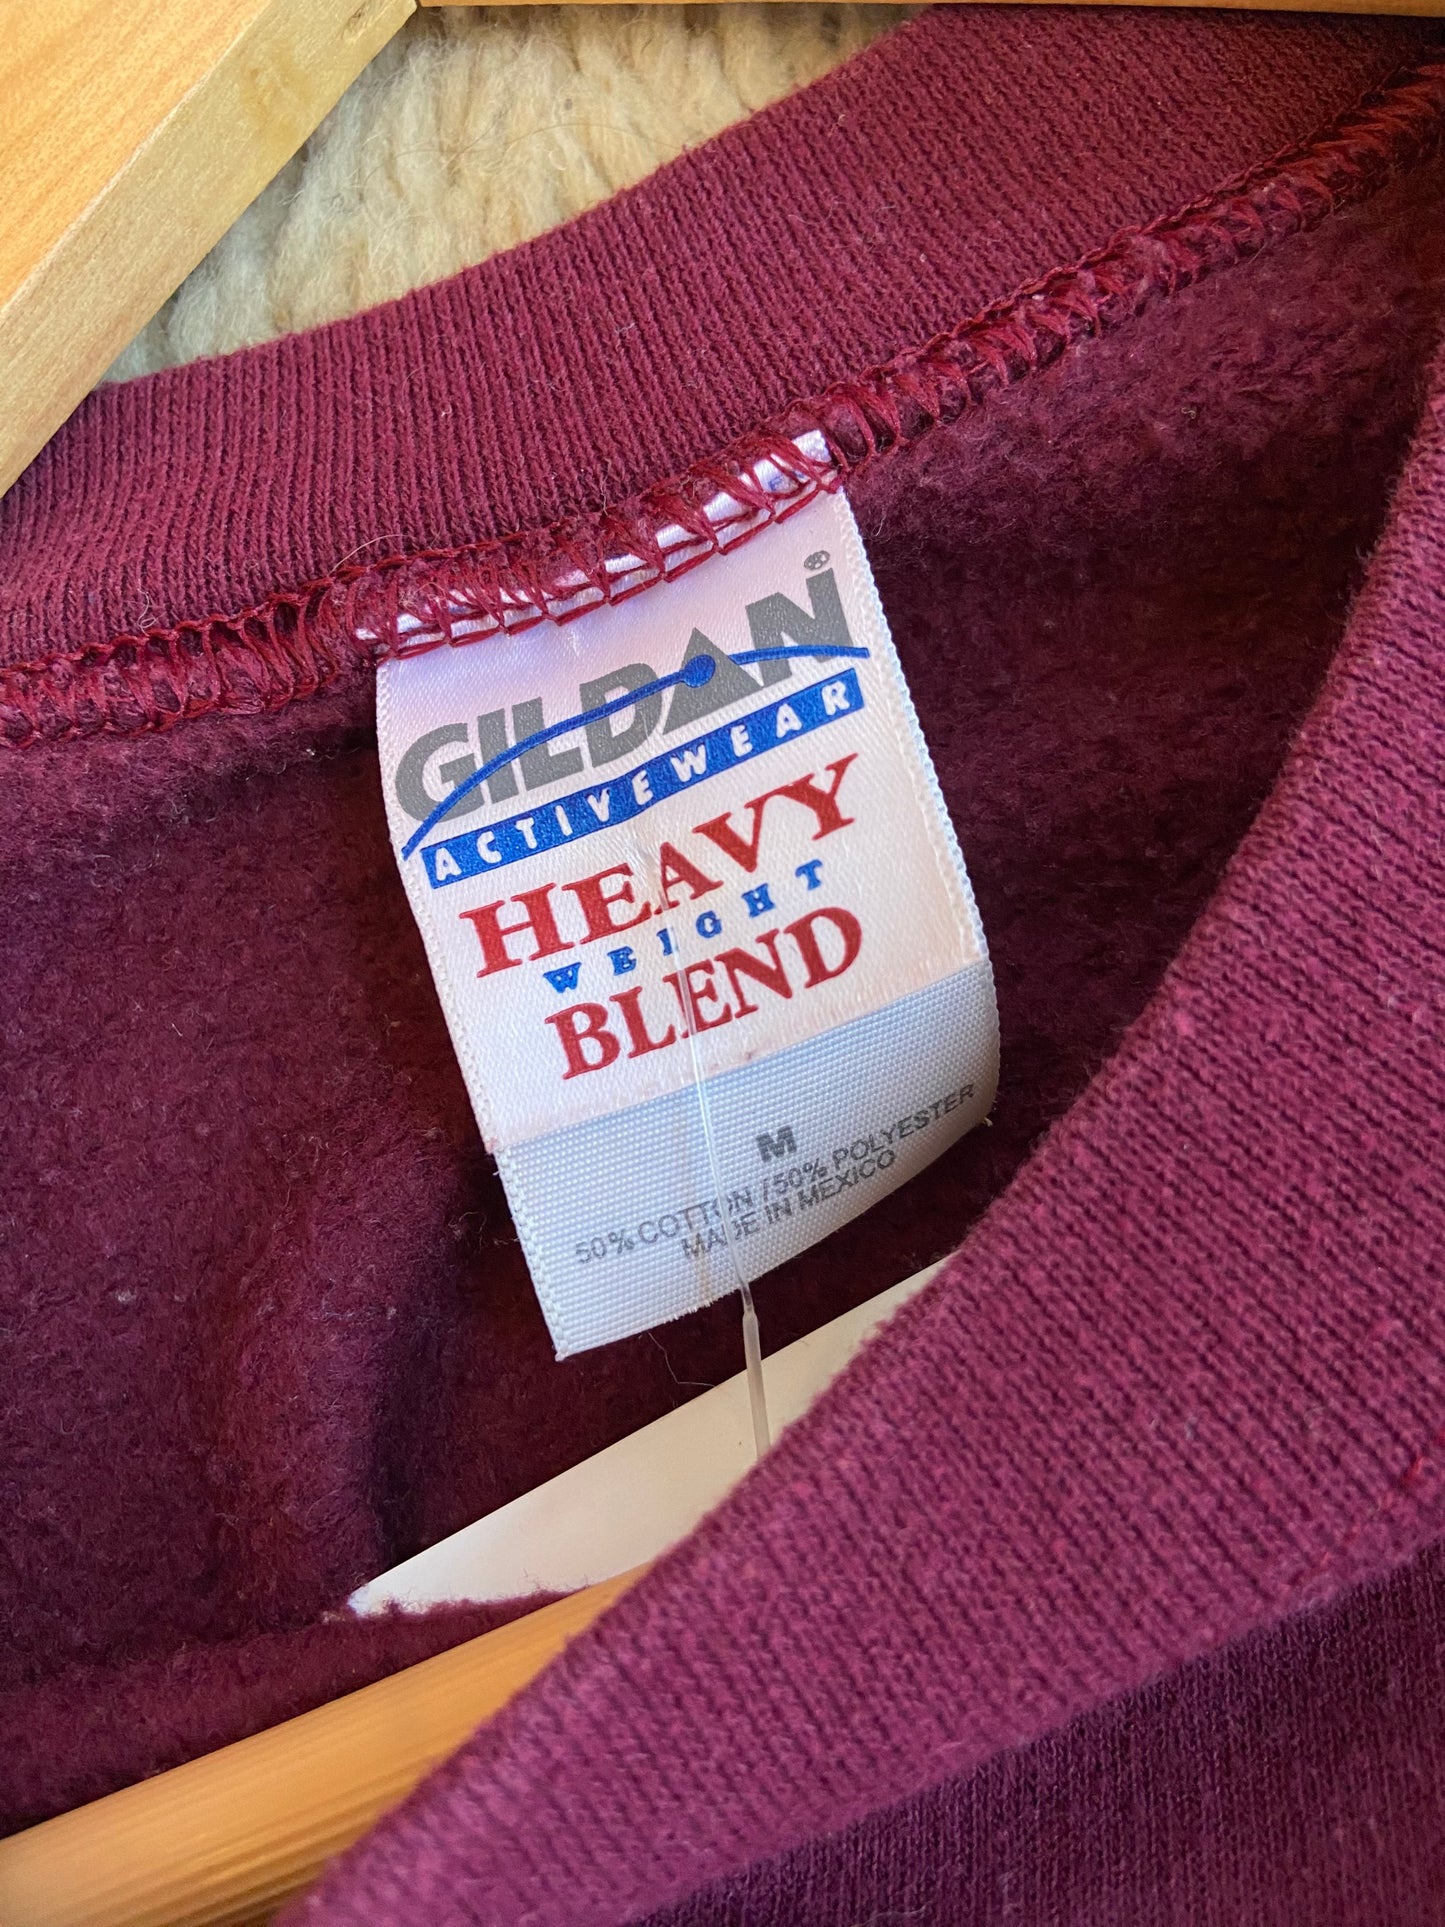 GILDAN®
ACTIVEWEAR
HEAVY
WEIGHT
BLEND
M
50% COTTON / 50% POLYESTER
MADE IN MEXICO